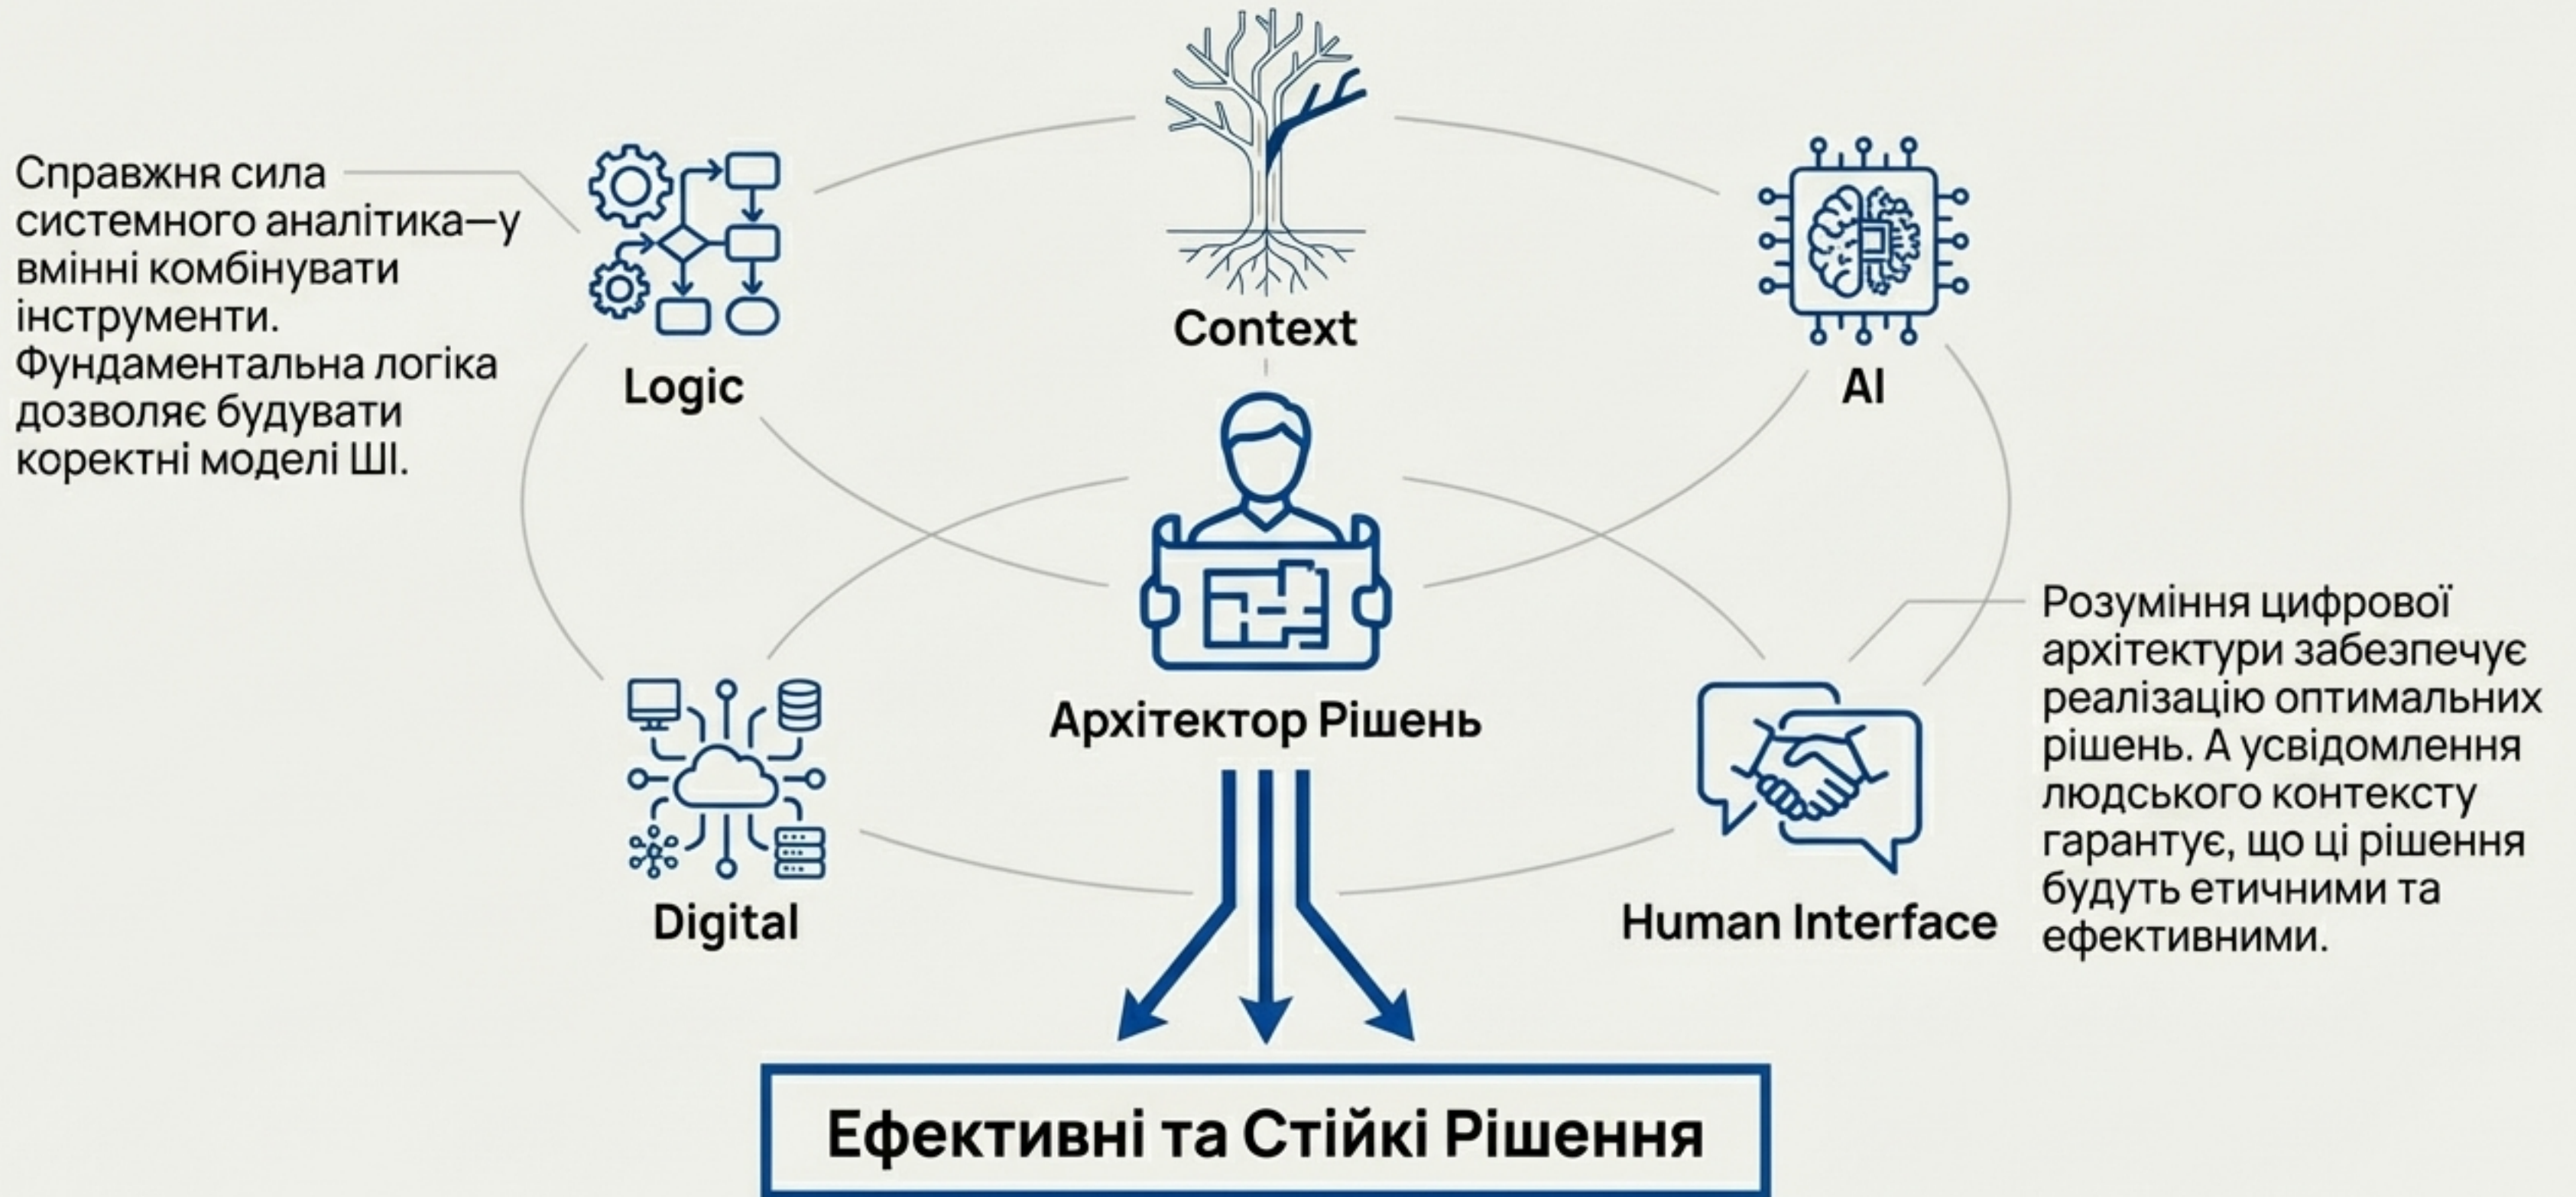 Справжня сила
системного аналітика—у
вмінні комбінувати
інструменти.
Фундаментальна логіка
дозволяє будувати
коректні моделі ШІ.
Logic
Context
AI
Архітектор Рішень
Digital
Human Interface
Розуміння цифрової
архітектури забезпечує
реалізацію оптимальних
рішень. А усвідомлення
людського контексту
гарантує, що ці рішення
будуть етичними та
ефективними.
Ефективні та Стійкі Рішення